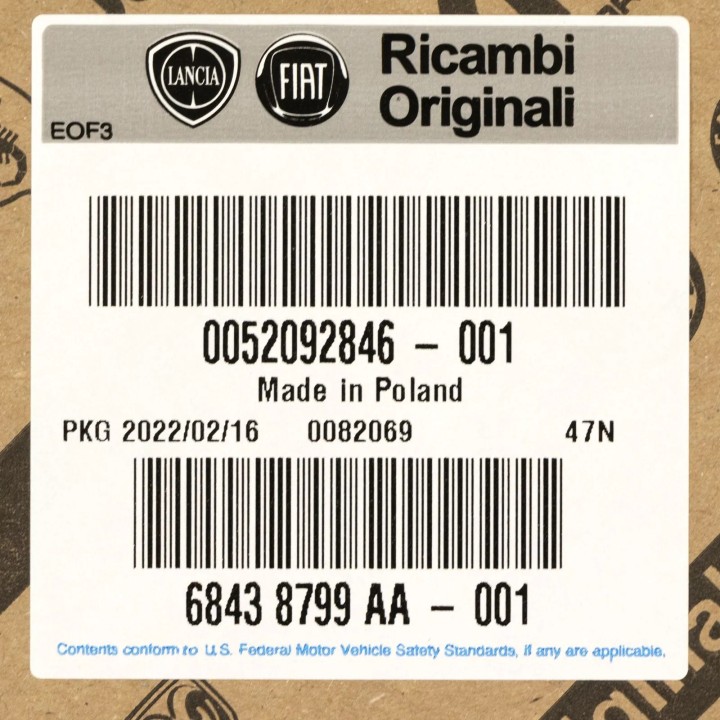 LANCIA
FIAT
Ricambi
Originali
EOF3
0052092846 – 001
Made in Poland
PKG 2022/02/16 0082069 47N
6843 8799 AA – 001
Contents conform to U.S. Federal Motor Vehicle Safety Standards, if any are applicable.